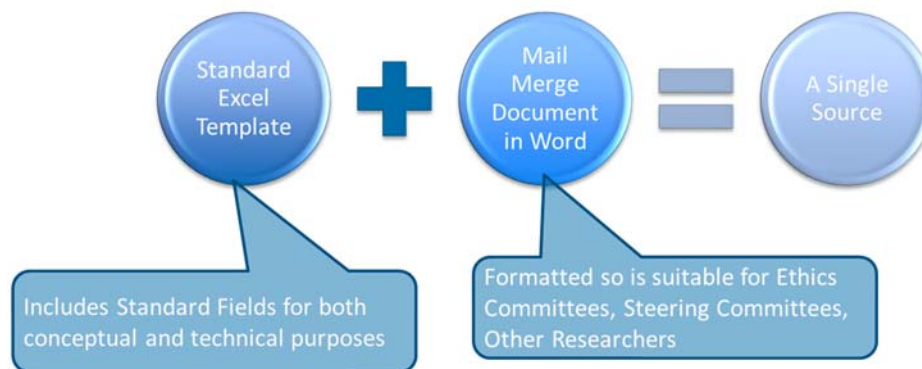 Standard
Excel
Template
Mail
Merge
Document
in Word
A Single
Source
Includes Standard Fields for both
conceptual and technical purposes
Formatted so is suitable for Ethics
Committees, Steering Committees,
Other Researchers